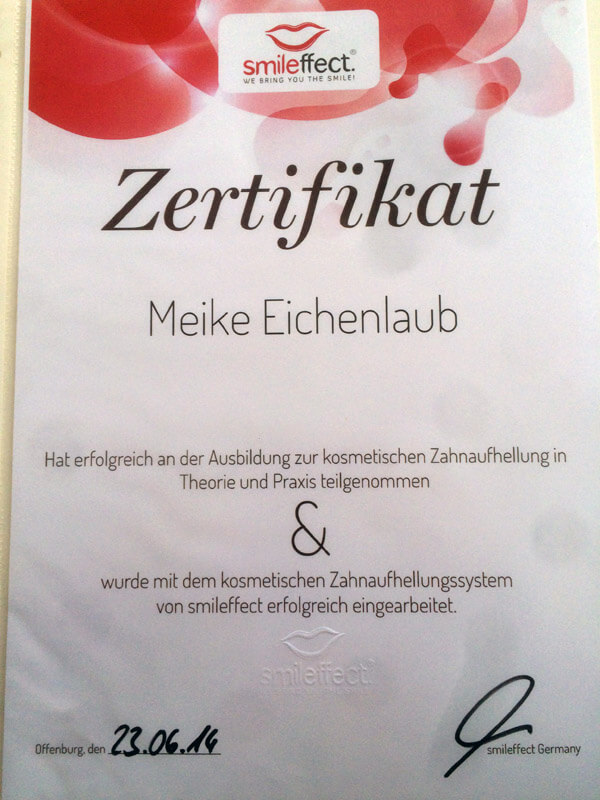 smileffect.®
WE BRING YOU THE SMILE!
Zertifikat
Meike Eichenlaub
Hat erfolgreich an der Ausbildung zur kosmetischen Zahnaufhellung in
Theorie und Praxis teilgenommen
&
wurde mit dem kosmetischen Zahnaufhellungssystem
von smileffect erfolgreich eingearbeitet.
smileffect.®
Offenburg, den 23.06.14
smileffect Germany